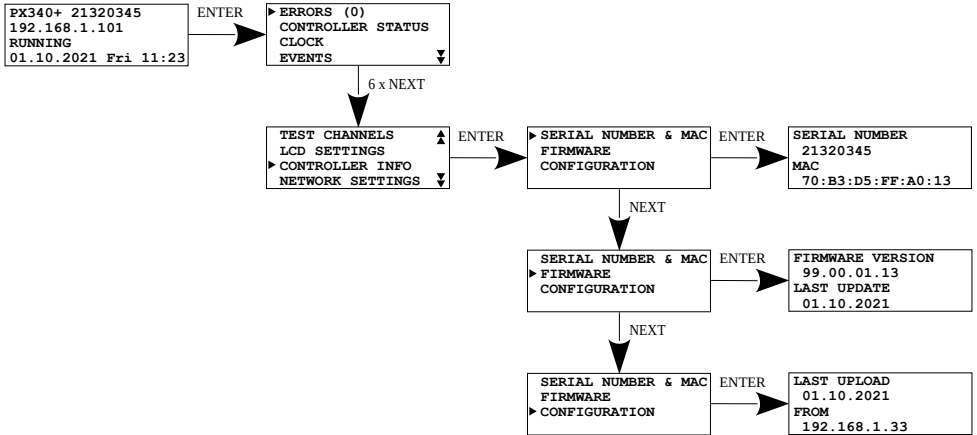 PX340+ 21320345
192.168.1.101
RUNNING
01.10.2021 Fri 11:23
ENTER
ERRORS (0)
CONTROLLER STATUS
CLOCK
EVENTS
6 x NEXT
TEST CHANNELS
LCD SETTINGS
CONTROLLER INFO
NETWORK SETTINGS
ENTER
SERIAL NUMBER & MAC
FIRMWARE
CONFIGURATION
ENTER
SERIAL NUMBER
21320345
MAC
70:B3:D5:FF:A0:13
NEXT
SERIAL NUMBER & MAC
FIRMWARE
CONFIGURATION
ENTER
FIRMWARE VERSION
99.00.01.13
LAST UPDATE
01.10.2021
NEXT
SERIAL NUMBER & MAC
FIRMWARE
CONFIGURATION
ENTER
LAST UPLOAD
01.10.2021
FROM
192.168.1.33